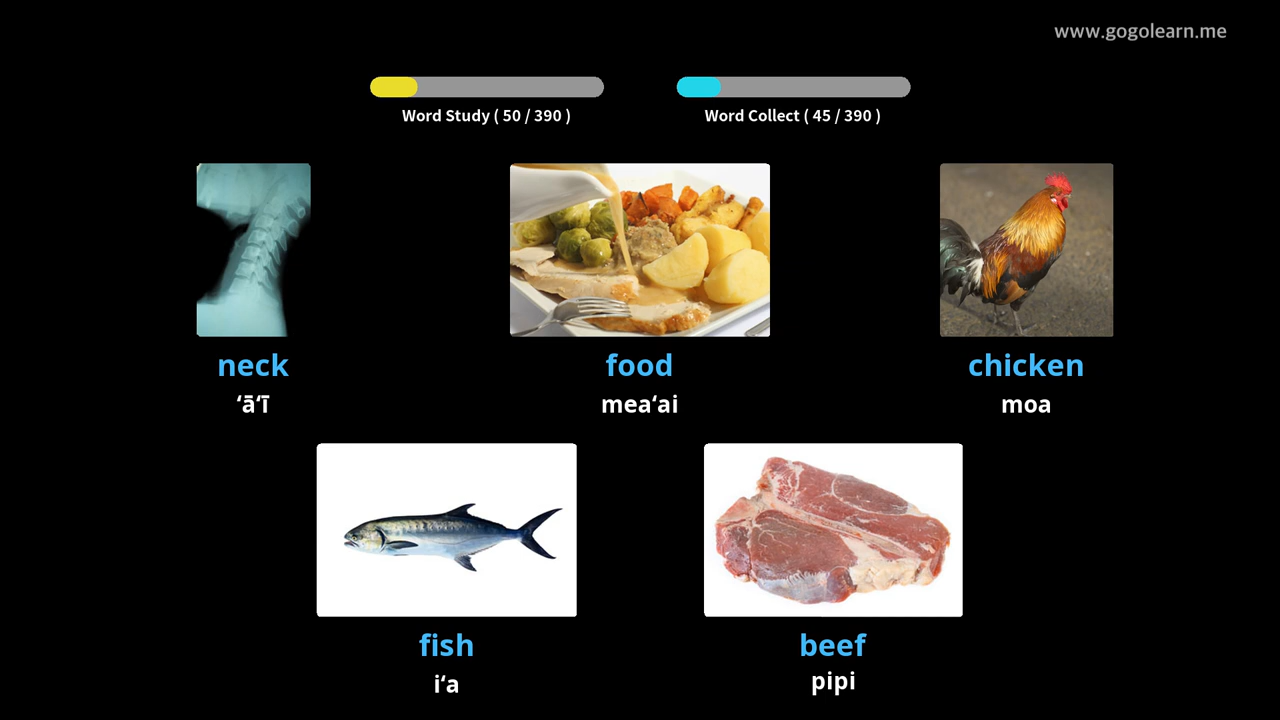 www.gogolearn.me
Word Study ( 50 / 390 )
Word Collect ( 45 / 390 )
neck
ʻāʻī
food
meaʻai
chicken
moa
fish
iʻa
beef
pipi